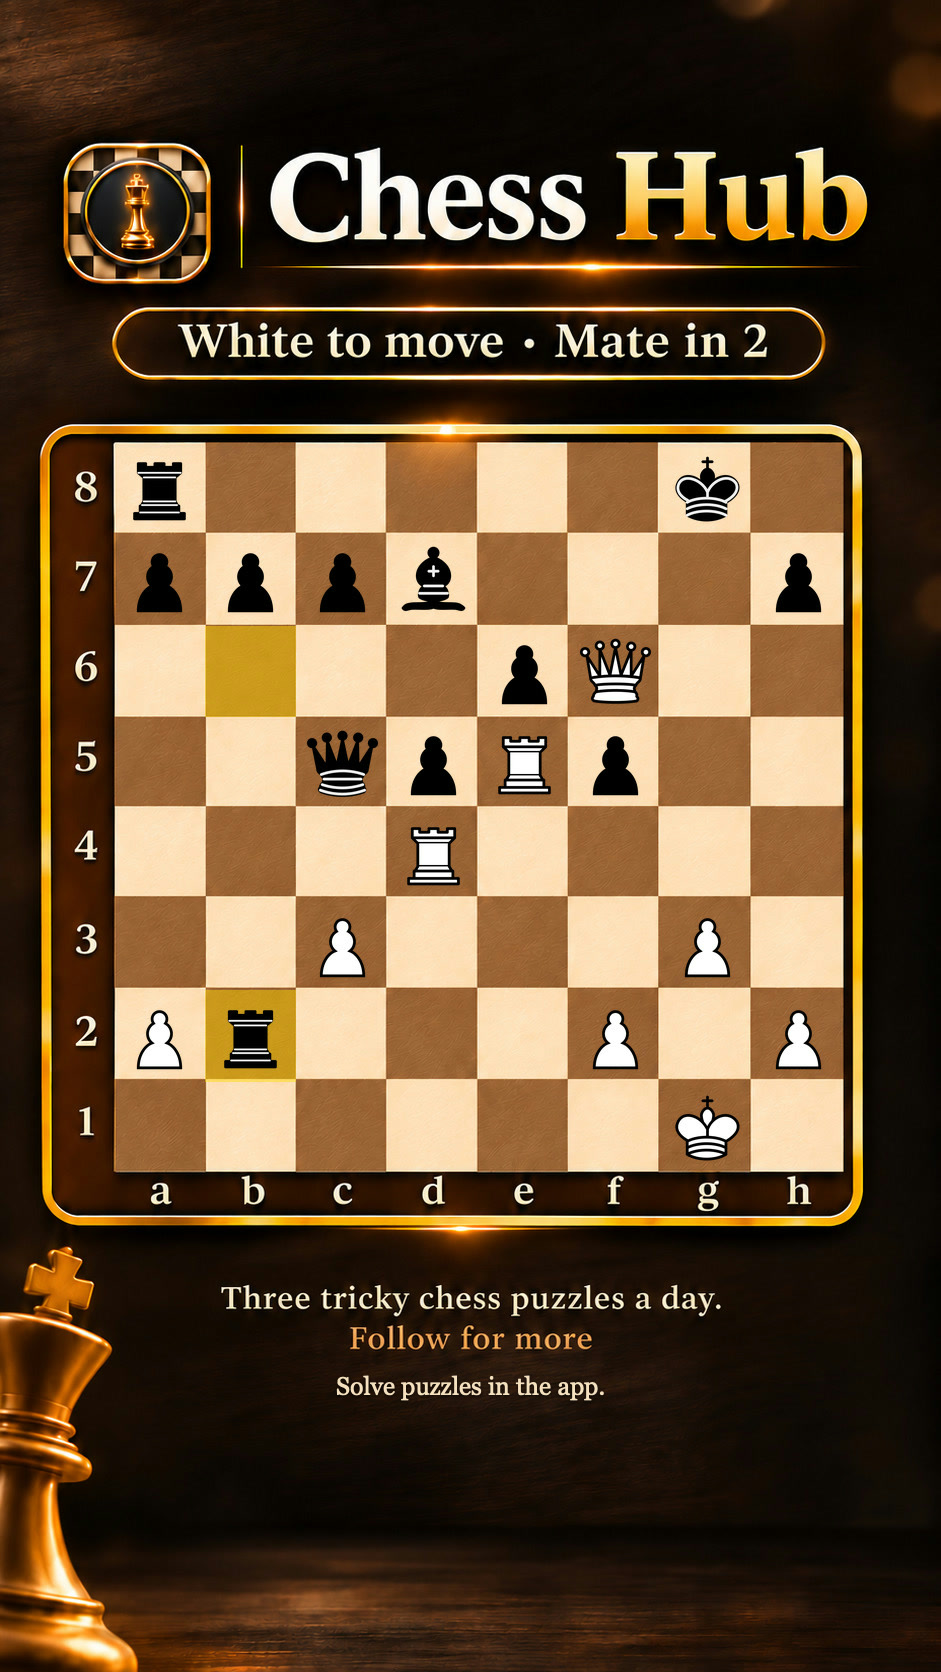 Chess Hub
White to move • Mate in 2
8
7
6
5
4
3
2
1
a b c d e f g h
Three tricky chess puzzles a day.
Follow for more
Solve puzzles in the app.